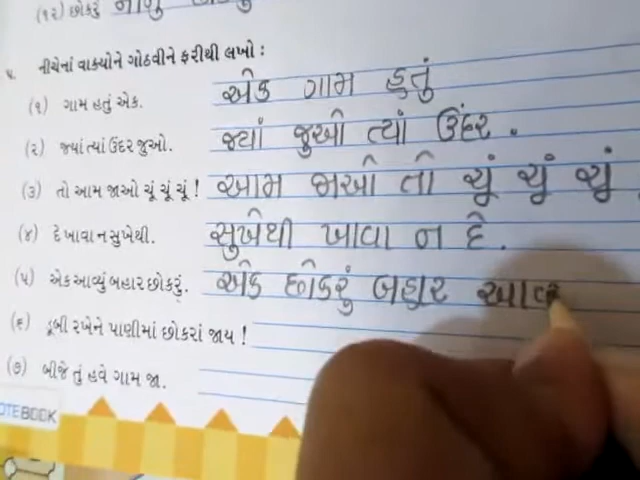 (૧૨) છોકરું
૫. નીચેનાં વાક્યોને ગોઠવીને ફરીથી લખો :
(૧) ગામ હતું એક. એક ગામ હતું
(૨) જ્યાં ત્યાં ઉંદર જુઓ. જ્યાં જુઓ ત્યાં ઉંદર .
(૩) તો આમ જાઓ ચૂં ચૂં ચૂં ! આમ જાઓ તો ચૂં ચૂં ચૂં
(૪) દે ખાવા ન સુખેથી. સુખેથી ખાવા ન દે .
(૫) એક આવ્યું બહાર છોકરું. એક છોકરું બહાર આવ
(૬) ડૂબી રખેને પાણીમાં છોકરાં જાય !
(૭) બીજે તું હવે ગામ જા.
OTEBOOK